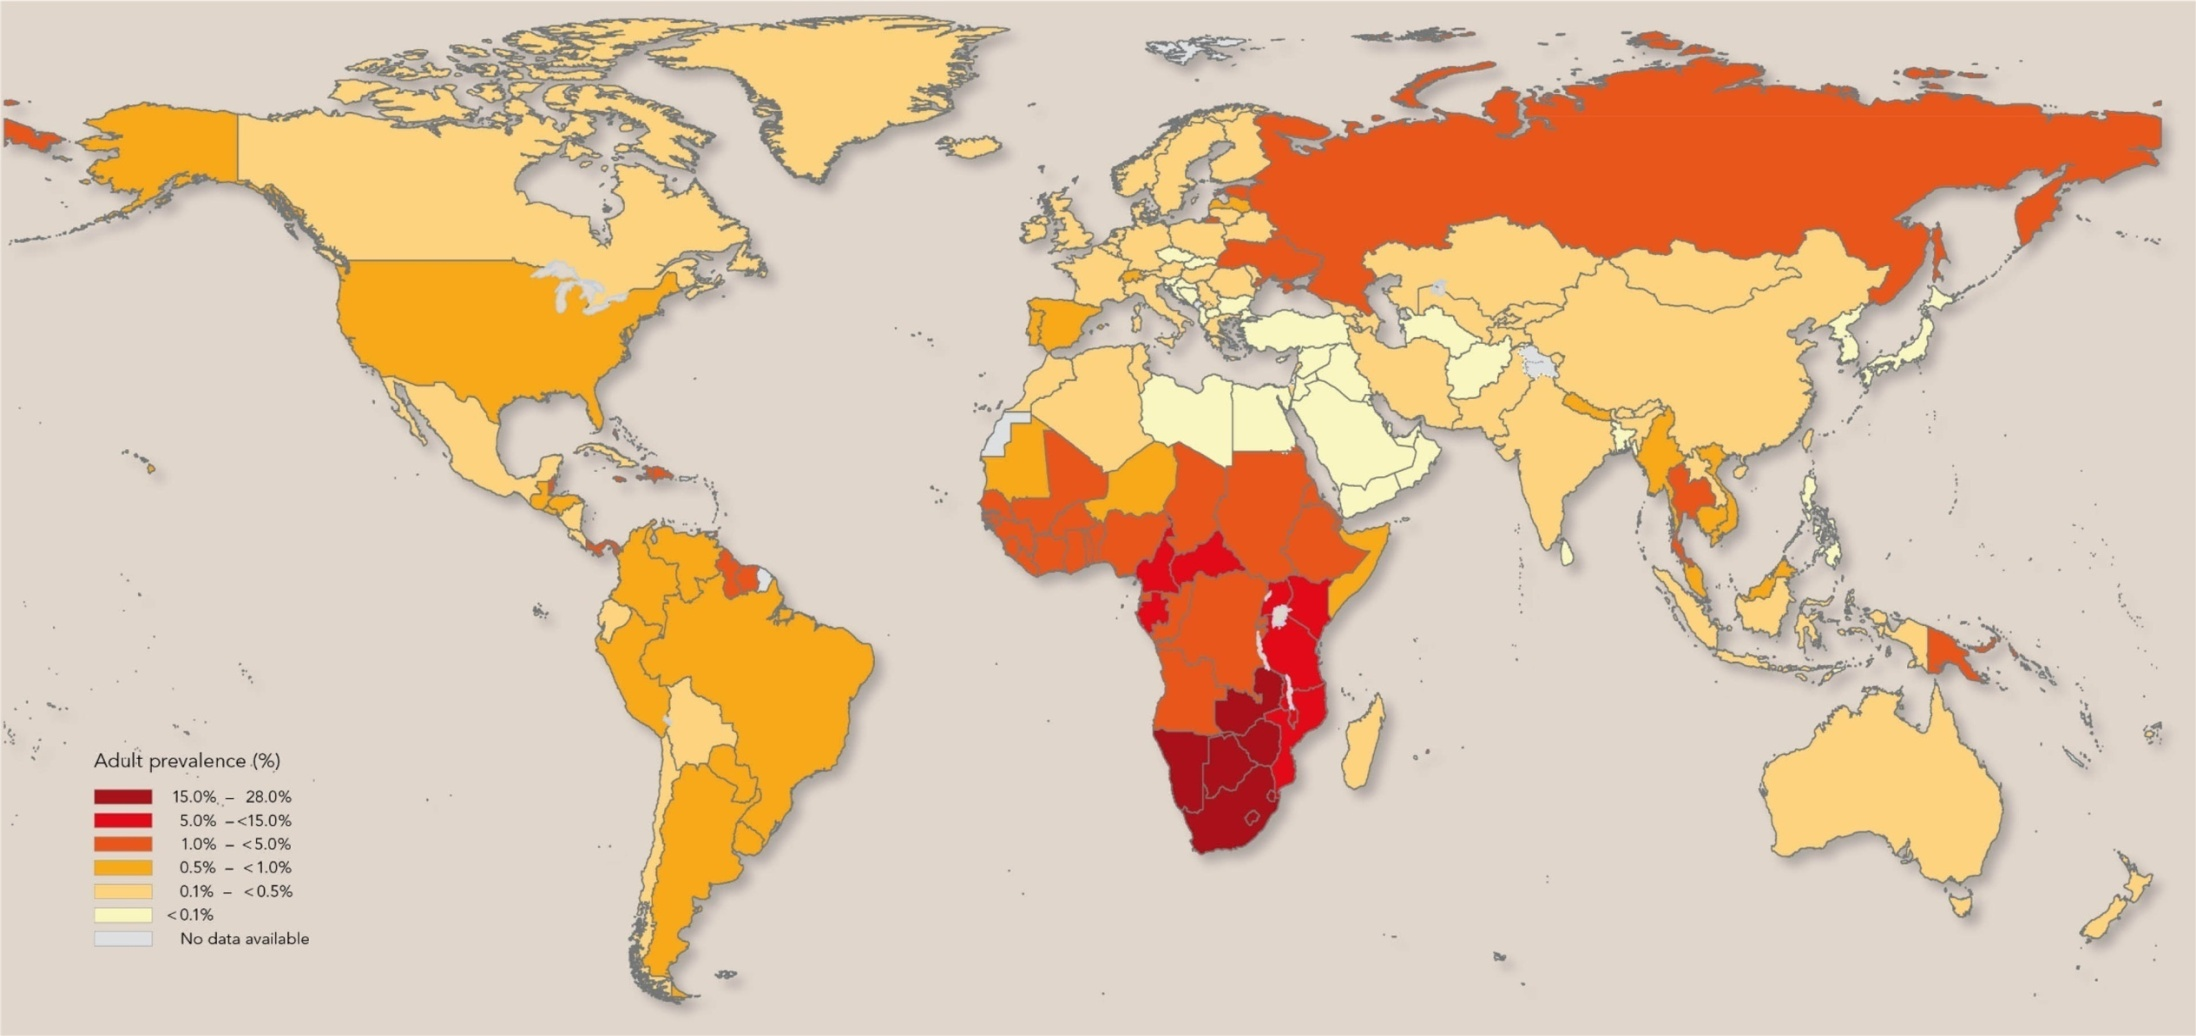 Adult prevalence (%)
15.0% – 28.0%
5.0% – <15.0%
1.0% – <5.0%
0.5% – <1.0%
0.1% – <0.5%
<0.1%
No data available